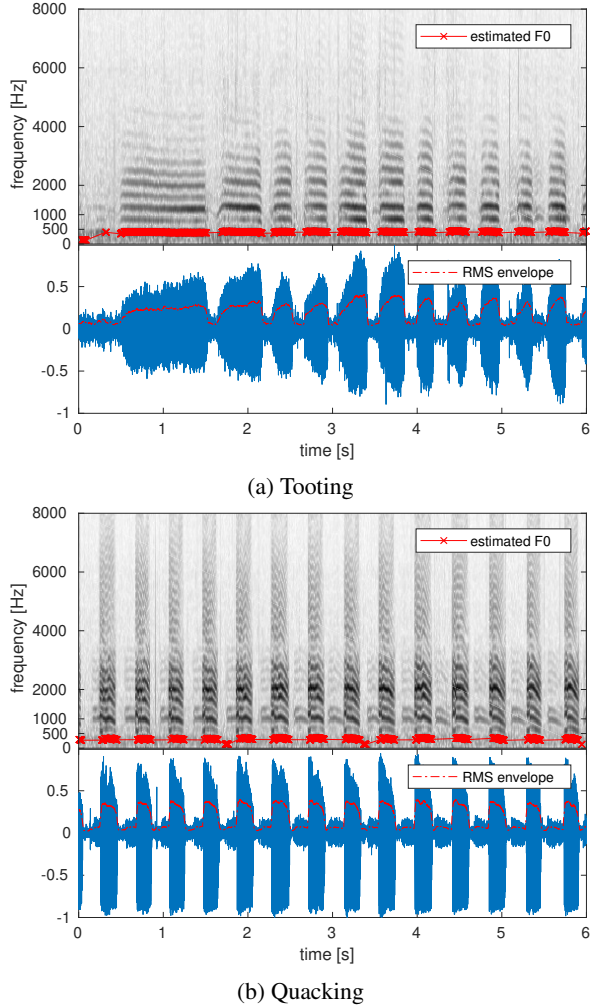 8000
6000
4000
2000
1000
500
0
frequency [Hz]
estimated F0
0.5
0
-0.5
-1
RMS envelope
0 1 2 3 4 5 6
time [s]
(a) Tooting
8000
6000
4000
2000
1000
500
0
frequency [Hz]
estimated F0
0.5
0
-0.5
-1
RMS envelope
0 1 2 3 4 5 6
time [s]
(b) Quacking